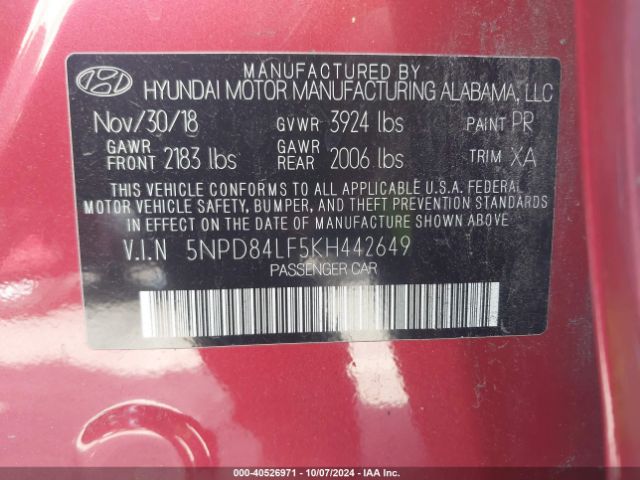 MANUFACTURED BY
HYUNDAI MOTOR MANUFACTURING ALABAMA, LLC
Nov/30/18 GVWR 3924 lbs PAINT PR
GAWR FRONT 2183 lbs GAWR REAR 2006 lbs TRIM XA
THIS VEHICLE CONFORMS TO ALL APPLICABLE U.S.A. FEDERAL
MOTOR VEHICLE SAFETY, BUMPER, AND THEFT PREVENTION STANDARDS
IN EFFECT ON THE DATE OF MANUFACTURE SHOWN ABOVE.
V.I.N 5NPD84LF5KH442649
PASSENGER CAR
000-40526971 - 10/07/2024 - IAA Inc.